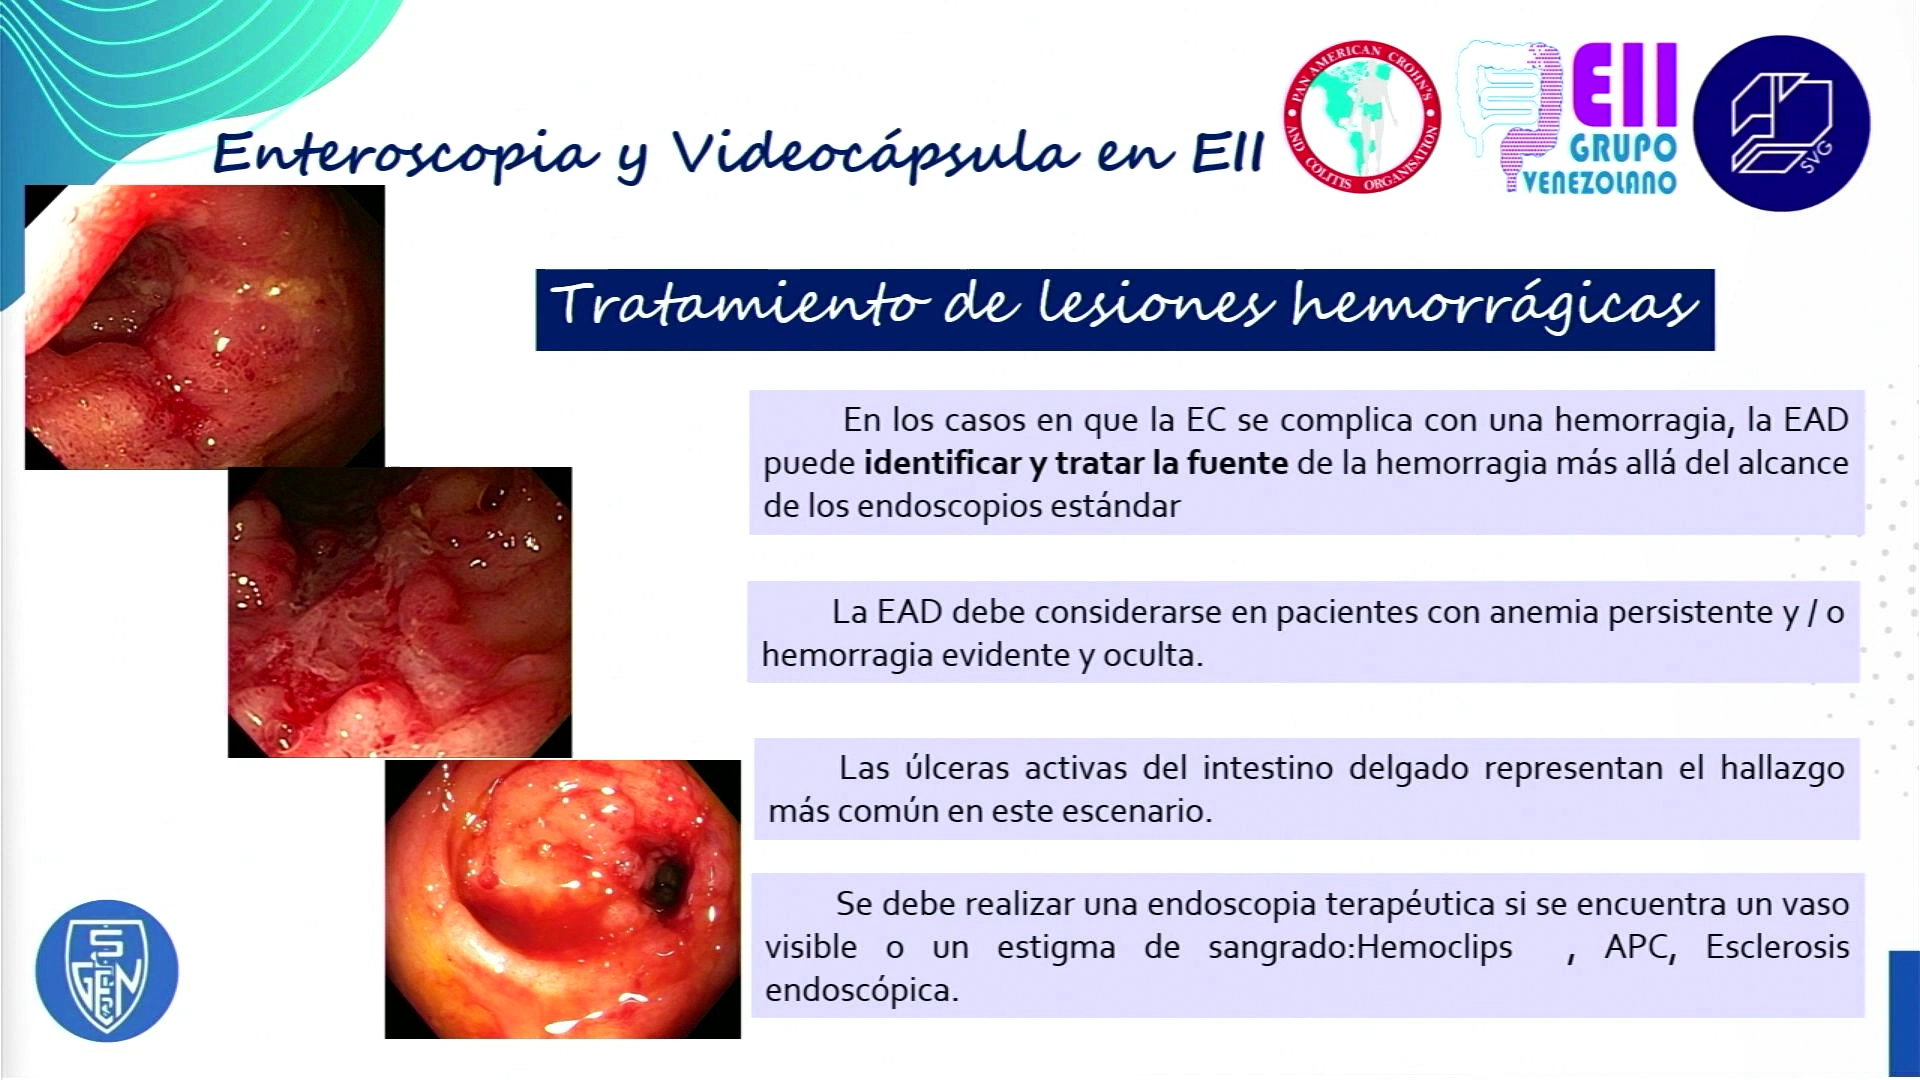 Enteroscopia y Videocápsula en EII
PAN AMERICAN CROHN'S
AND COLITIS ORGANISATION
EII
GRUPO
VENEZOLANO
SVG
Tratamiento de lesiones hemorrágicas
En los casos en que la EC se complica con una hemorragia, la EAD
puede identificar y tratar la fuente de la hemorragia más allá del alcance
de los endoscopios estándar
La EAD debe considerarse en pacientes con anemia persistente y / o
hemorragia evidente y oculta.
Las úlceras activas del intestino delgado representan el hallazgo
más común en este escenario.
Se debe realizar una endoscopia terapéutica si se encuentra un vaso
visible o un estigma de sangrado:Hemoclips , APC, Esclerosis
endoscópica.
S
GEN